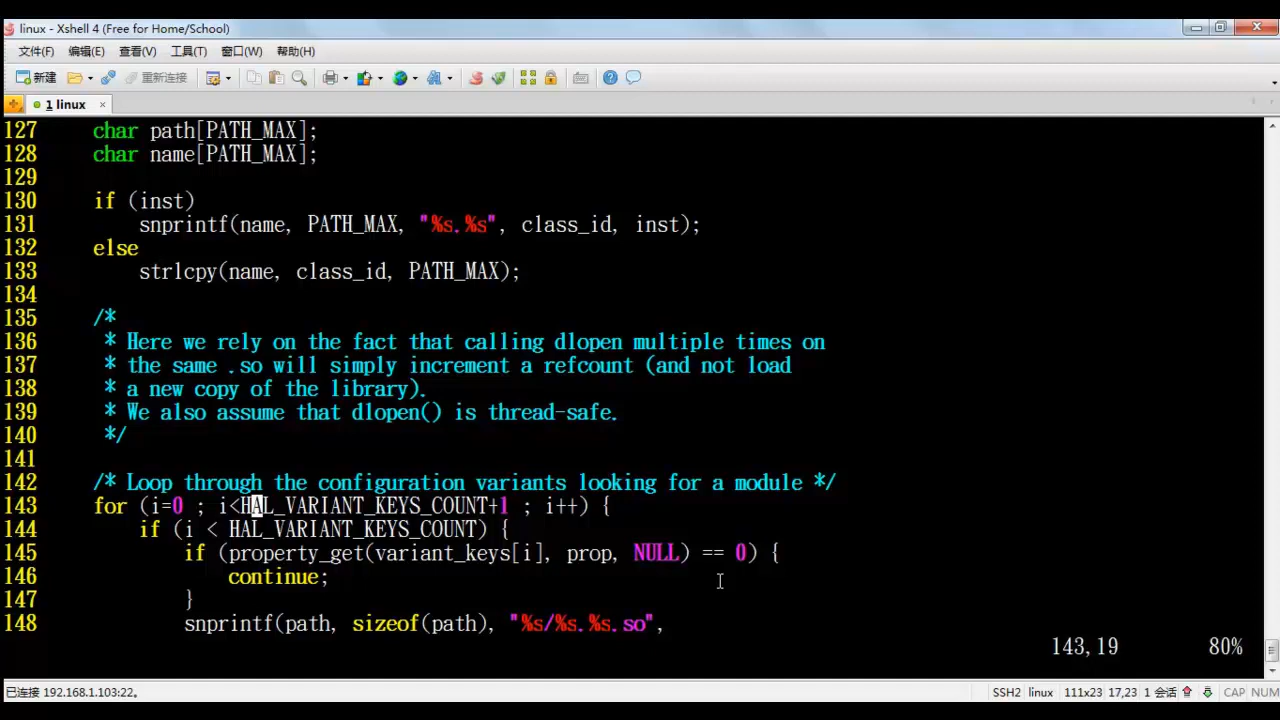 linux - Xshell 4 (Free for Home/School)
文件(F) 编辑(E) 查看(V) 工具(T) 窗口(W) 帮助(H)
新建 重新连接
1 linux
127     char path[PATH_MAX];
128     char name[PATH_MAX];
129
130     if (inst)
131         snprintf(name, PATH_MAX, "%s.%s", class_id, inst);
132     else
133         strlcpy(name, class_id, PATH_MAX);
134
135     /*
136      * Here we rely on the fact that calling dlopen multiple times on
137      * the same .so will simply increment a refcount (and not load
138      * a new copy of the library).
139      * We also assume that dlopen() is thread-safe.
140      */
141
142     /* Loop through the configuration variants looking for a module */
143     for (i=0 ; i<HAL_VARIANT_KEYS_COUNT+1 ; i++) {
144         if (i < HAL_VARIANT_KEYS_COUNT) {
145             if (property_get(variant_keys[i], prop, NULL) == 0) {
146                 continue;
147             }
148             snprintf(path, sizeof(path), "%s/%s.%s.so",
143,19 80%
已连接 192.168.1.103:22。 SSH2 linux 111x23 17,23 1 会话 CAP NUM